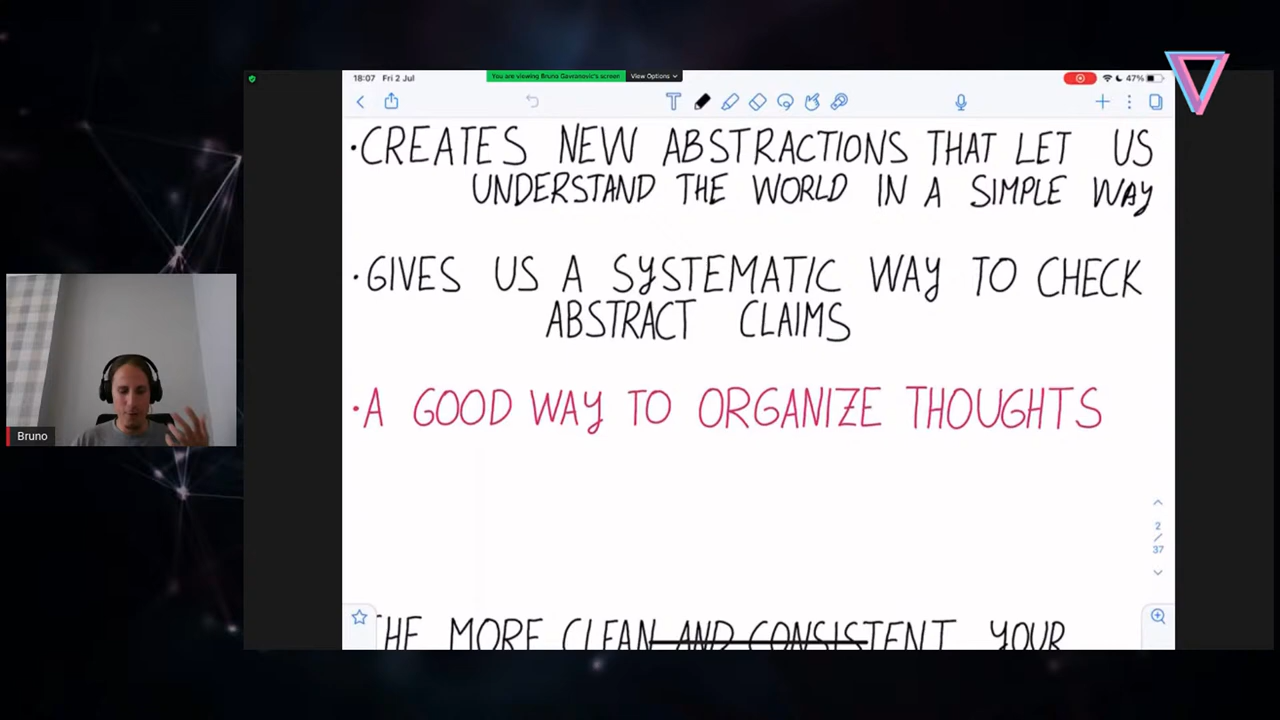 18:07 Fri 2 Jul
You are viewing Bruno Gavranovic's screen
View Options
47%
·CREATES NEW ABSTRACTIONS THAT LET US
UNDERSTAND THE WORLD IN A SIMPLE WAY
·GIVES US A SYSTEMATIC WAY TO CHECK
ABSTRACT CLAIMS
·A GOOD WAY TO ORGANIZE THOUGHTS
Bruno
2
/
37
THE MORE CLEAN AND CONSISTENT YOUR